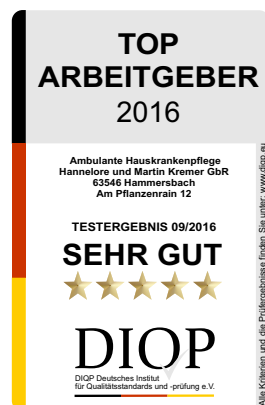 TOP
ARBEITGEBER
2016
Ambulante Hauskrankenpflege
Hannelore und Martin Kremer GbR
63546 Hammersbach
Am Pflanzenrain 12
TESTERGEBNIS 09/2016
SEHR GUT
DIQP
DIQP Deutsches Institut
für Qualitätsstandards und -prüfung e.V.
Alle Kriterien und die Prüfergebnisse finden Sie unter: www.diqp.eu